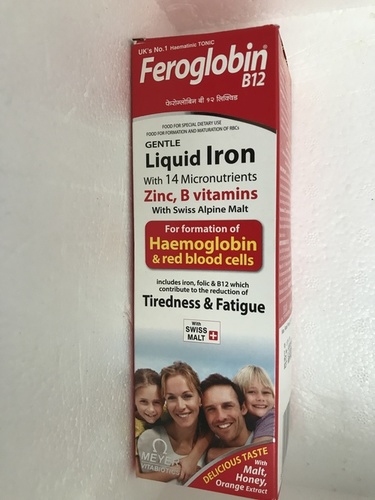 UK's No.1 Haematinic TONIC
Feroglobin®
B12
फेरोग्लोबिन बी १२ लिक्विड
FOOD FOR SPECIAL DIETARY USE
FOOD FOR FORMATION AND MATURATION OF RBCs
GENTLE
Liquid Iron
With 14 Micronutrients
Zinc, B vitamins
With Swiss Alpine Malt
For formation of
Haemoglobin
& red blood cells
includes iron, folic & B12 which
contribute to the reduction of
Tiredness & Fatigue
With
SWISS
MALT
MEYER
VITABIOTICS
DELICIOUS TASTE
With
Malt,
Honey,
Orange Extract